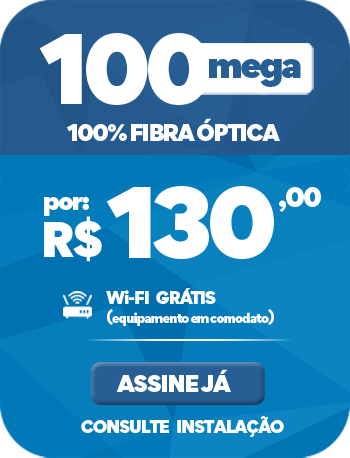 100 mega
100% FIBRA ÓPTICA
por:
R$ 130,00
Wi-FI GRÁTIS
(equipamento em comodato)
ASSINE JÁ
CONSULTE INSTALAÇÃO